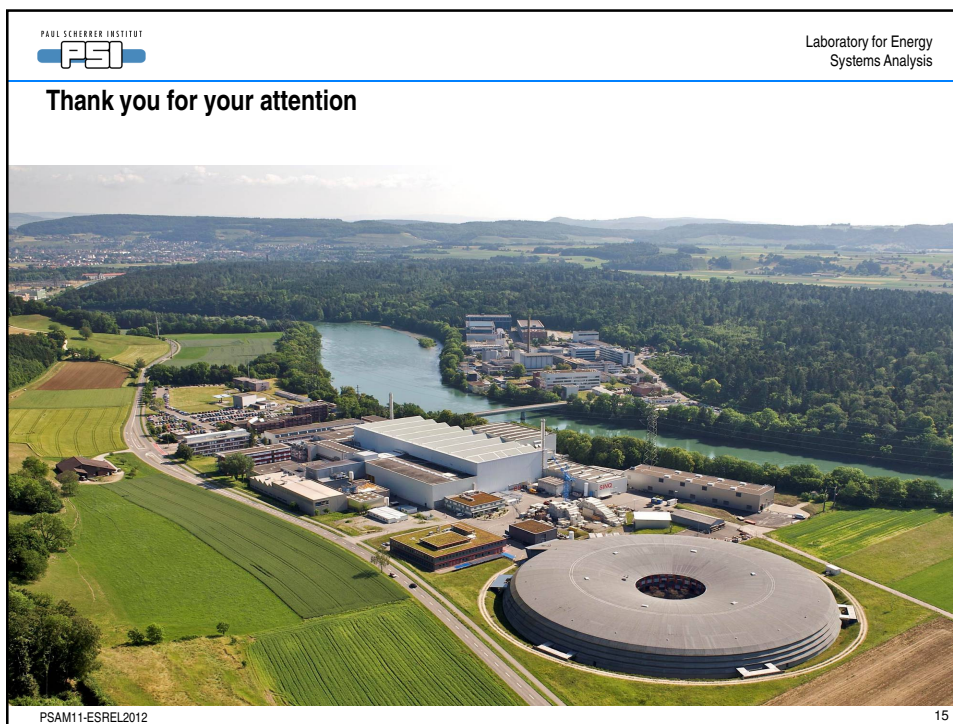 PAUL SCHERRER INSTITUT
PSI
Laboratory for Energy
Systems Analysis
Thank you for your attention
PSAM11-ESREL2012
15